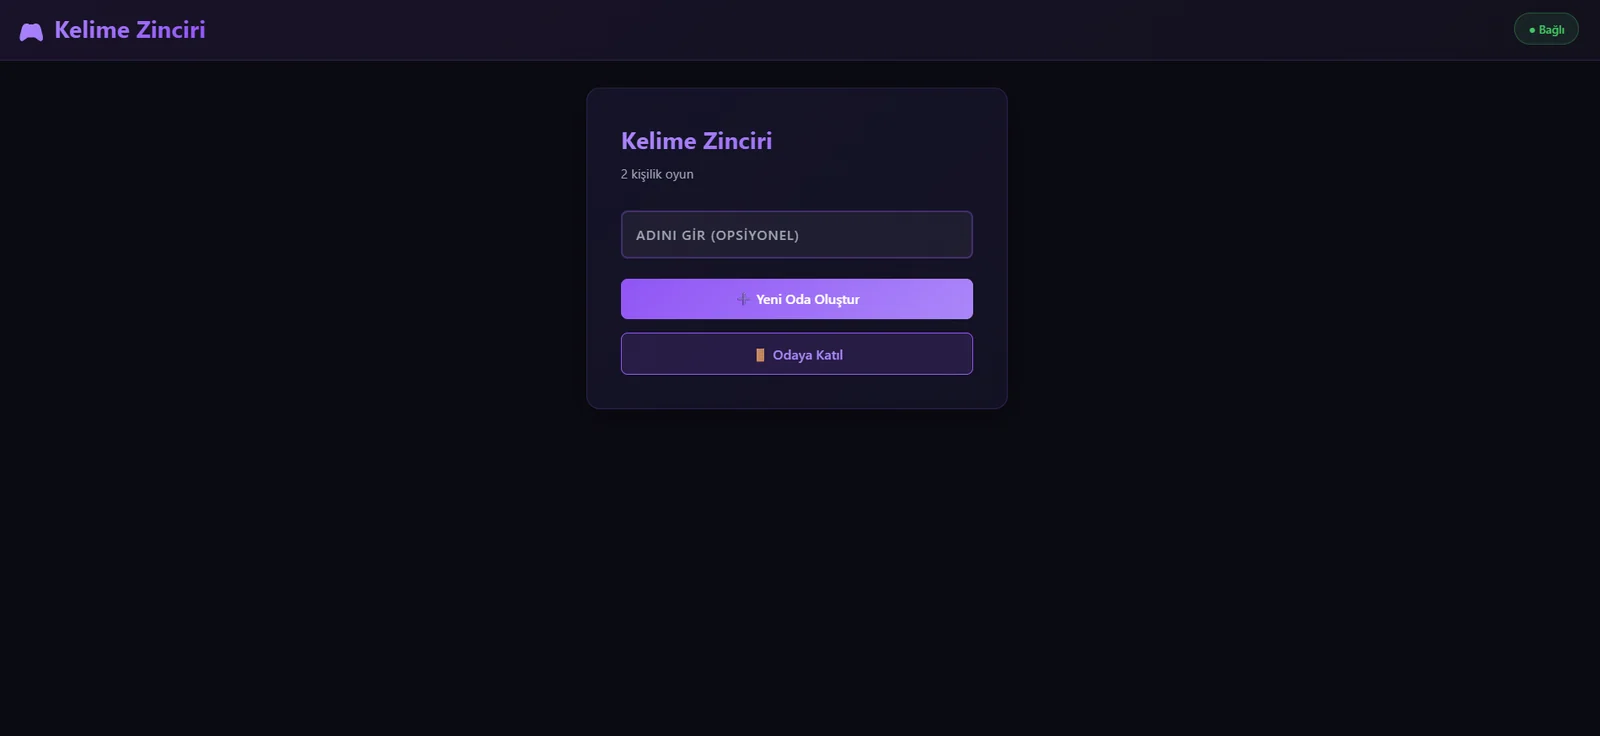 Kelime Zinciri
● Bağlı
Kelime Zinciri
2 kişilik oyun
ADINI GİR (OPSİYONEL)
➕ Yeni Oda Oluştur
🚪 Odaya Katıl